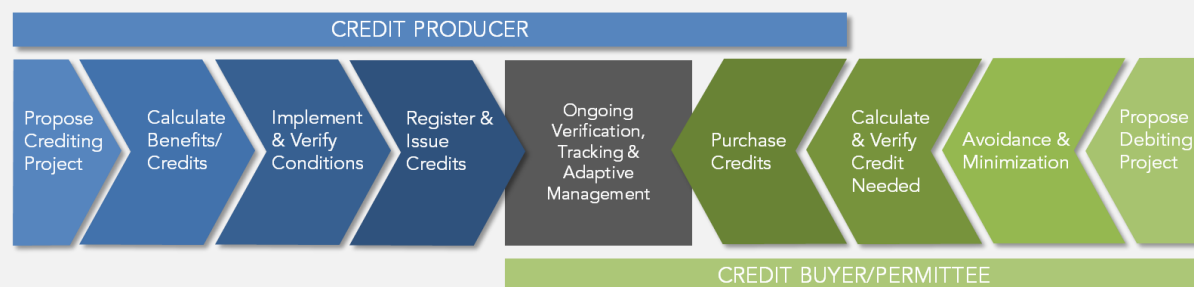 CREDIT PRODUCER
Propose
Crediting
Project
Calculate
Benefits/
Credits
Implement
& Verify
Conditions
Register &
Issue
Credits
Ongoing
Verification,
Tracking &
Adaptive
Management
Purchase
Credits
Calculate
& Verify
Credit
Needed
Avoidance &
Minimization
Propose
Debiting
Project
CREDIT BUYER/PERMITTEE